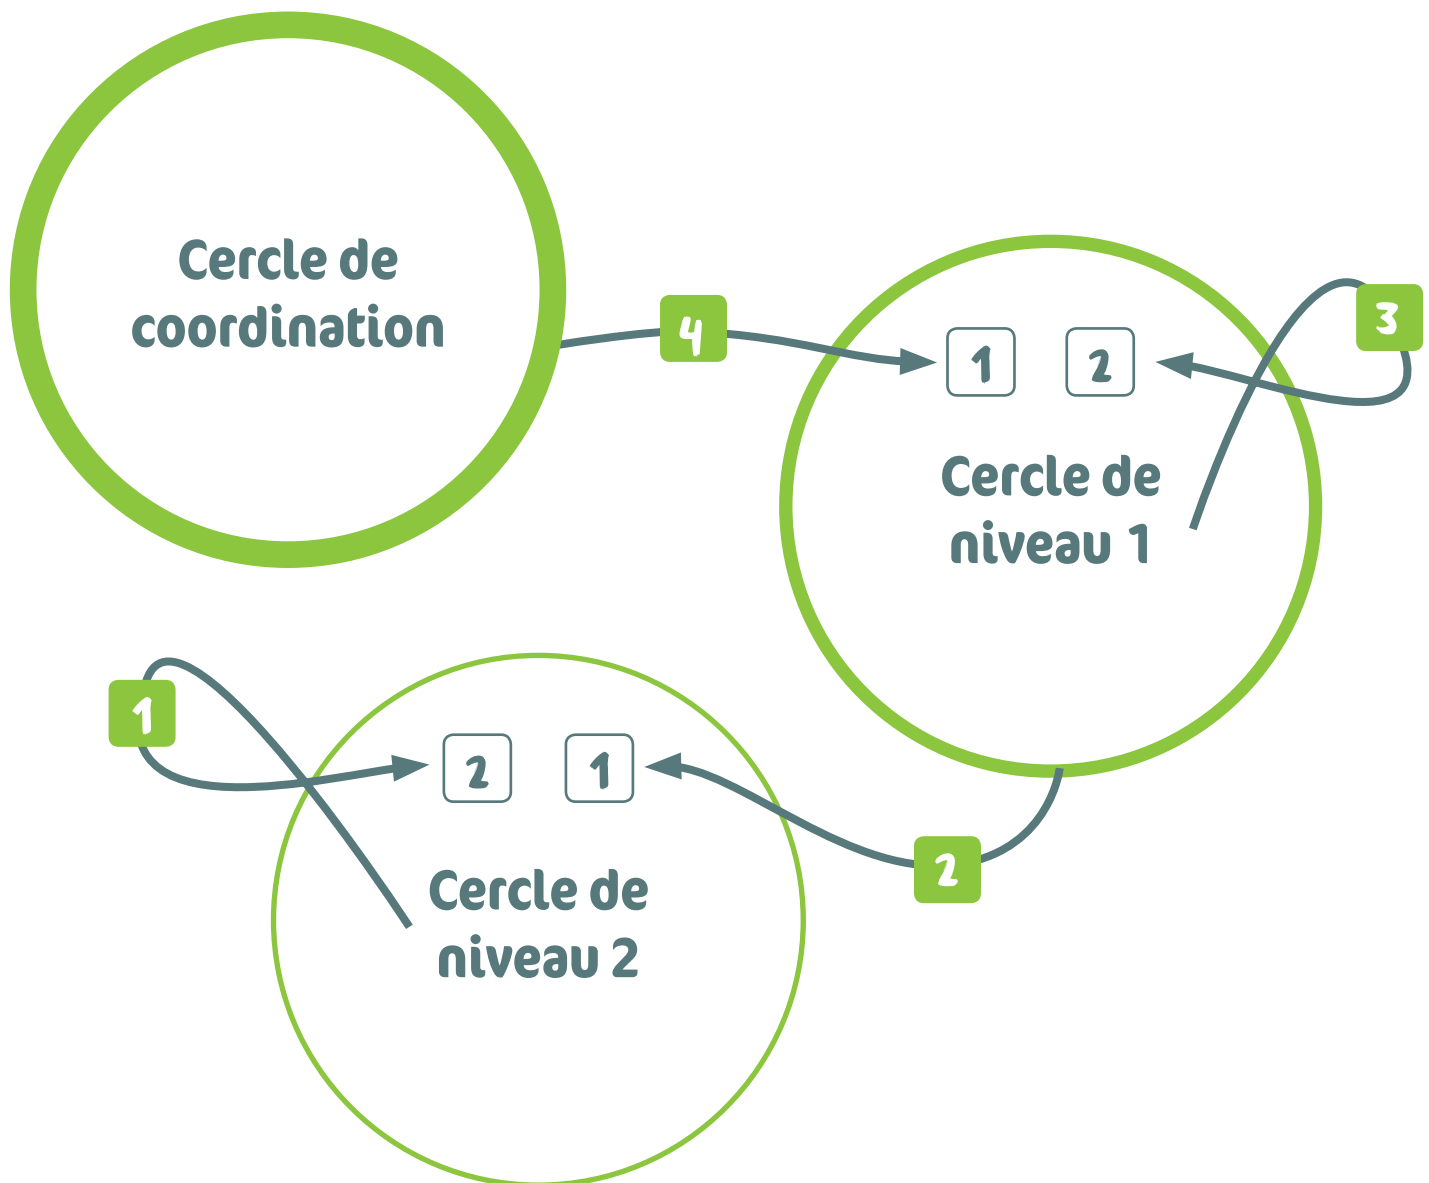 Cercle de
coordination
4
1 2
3
Cercle de
niveau 1
1
2 1
2
Cercle de
niveau 2